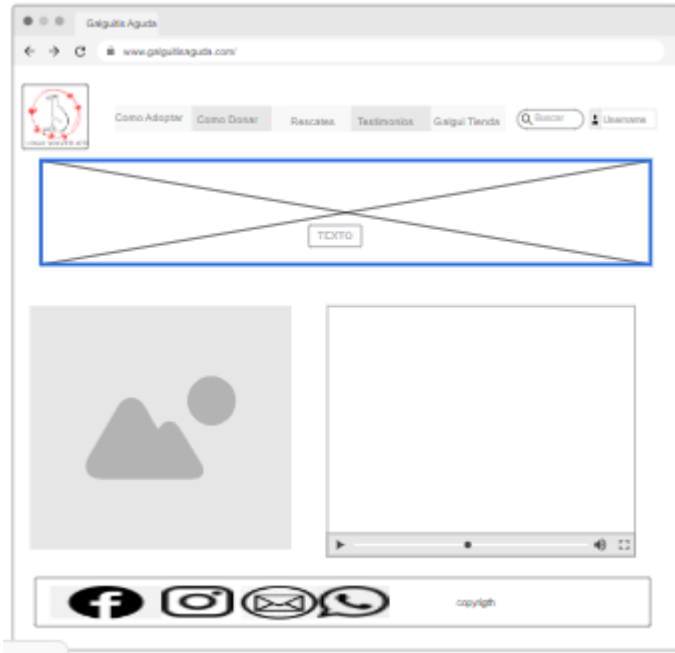 Galguitis Aguda
www.galguitisaguda.com/
Como Adoptar
Como Donar
Rescates
Testimonios
Galgui Tienda
Buscar
Username
TEXTO
copyrigth